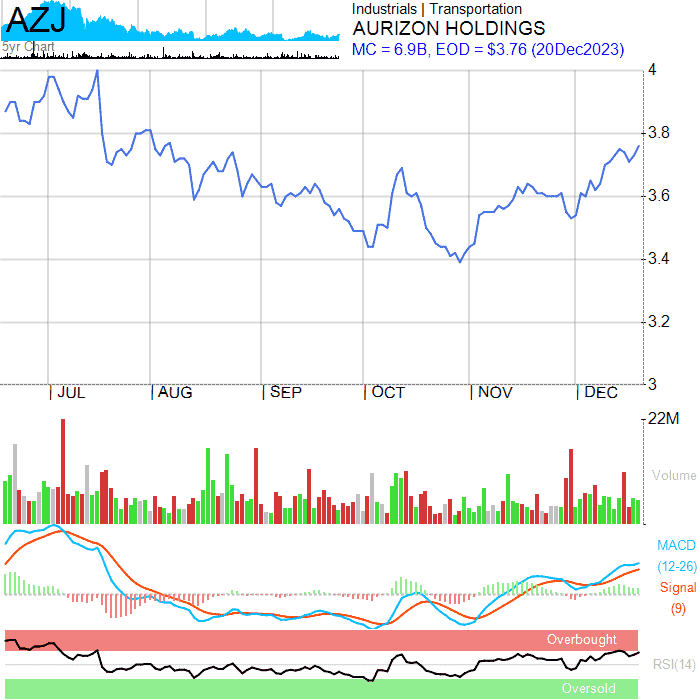 AZJ
5yr Chart
Industrials | Transportation
AURIZON HOLDINGS
MC = 6.9B, EOD = $3.76 (20Dec2023)
4
3.8
3.6
3.4
3.2
3
| JUL | AUG | SEP | OCT | NOV | DEC
22M
Volume
MACD
(12-26)
Signal
(9)
Overbought
RSI(14)
Oversold